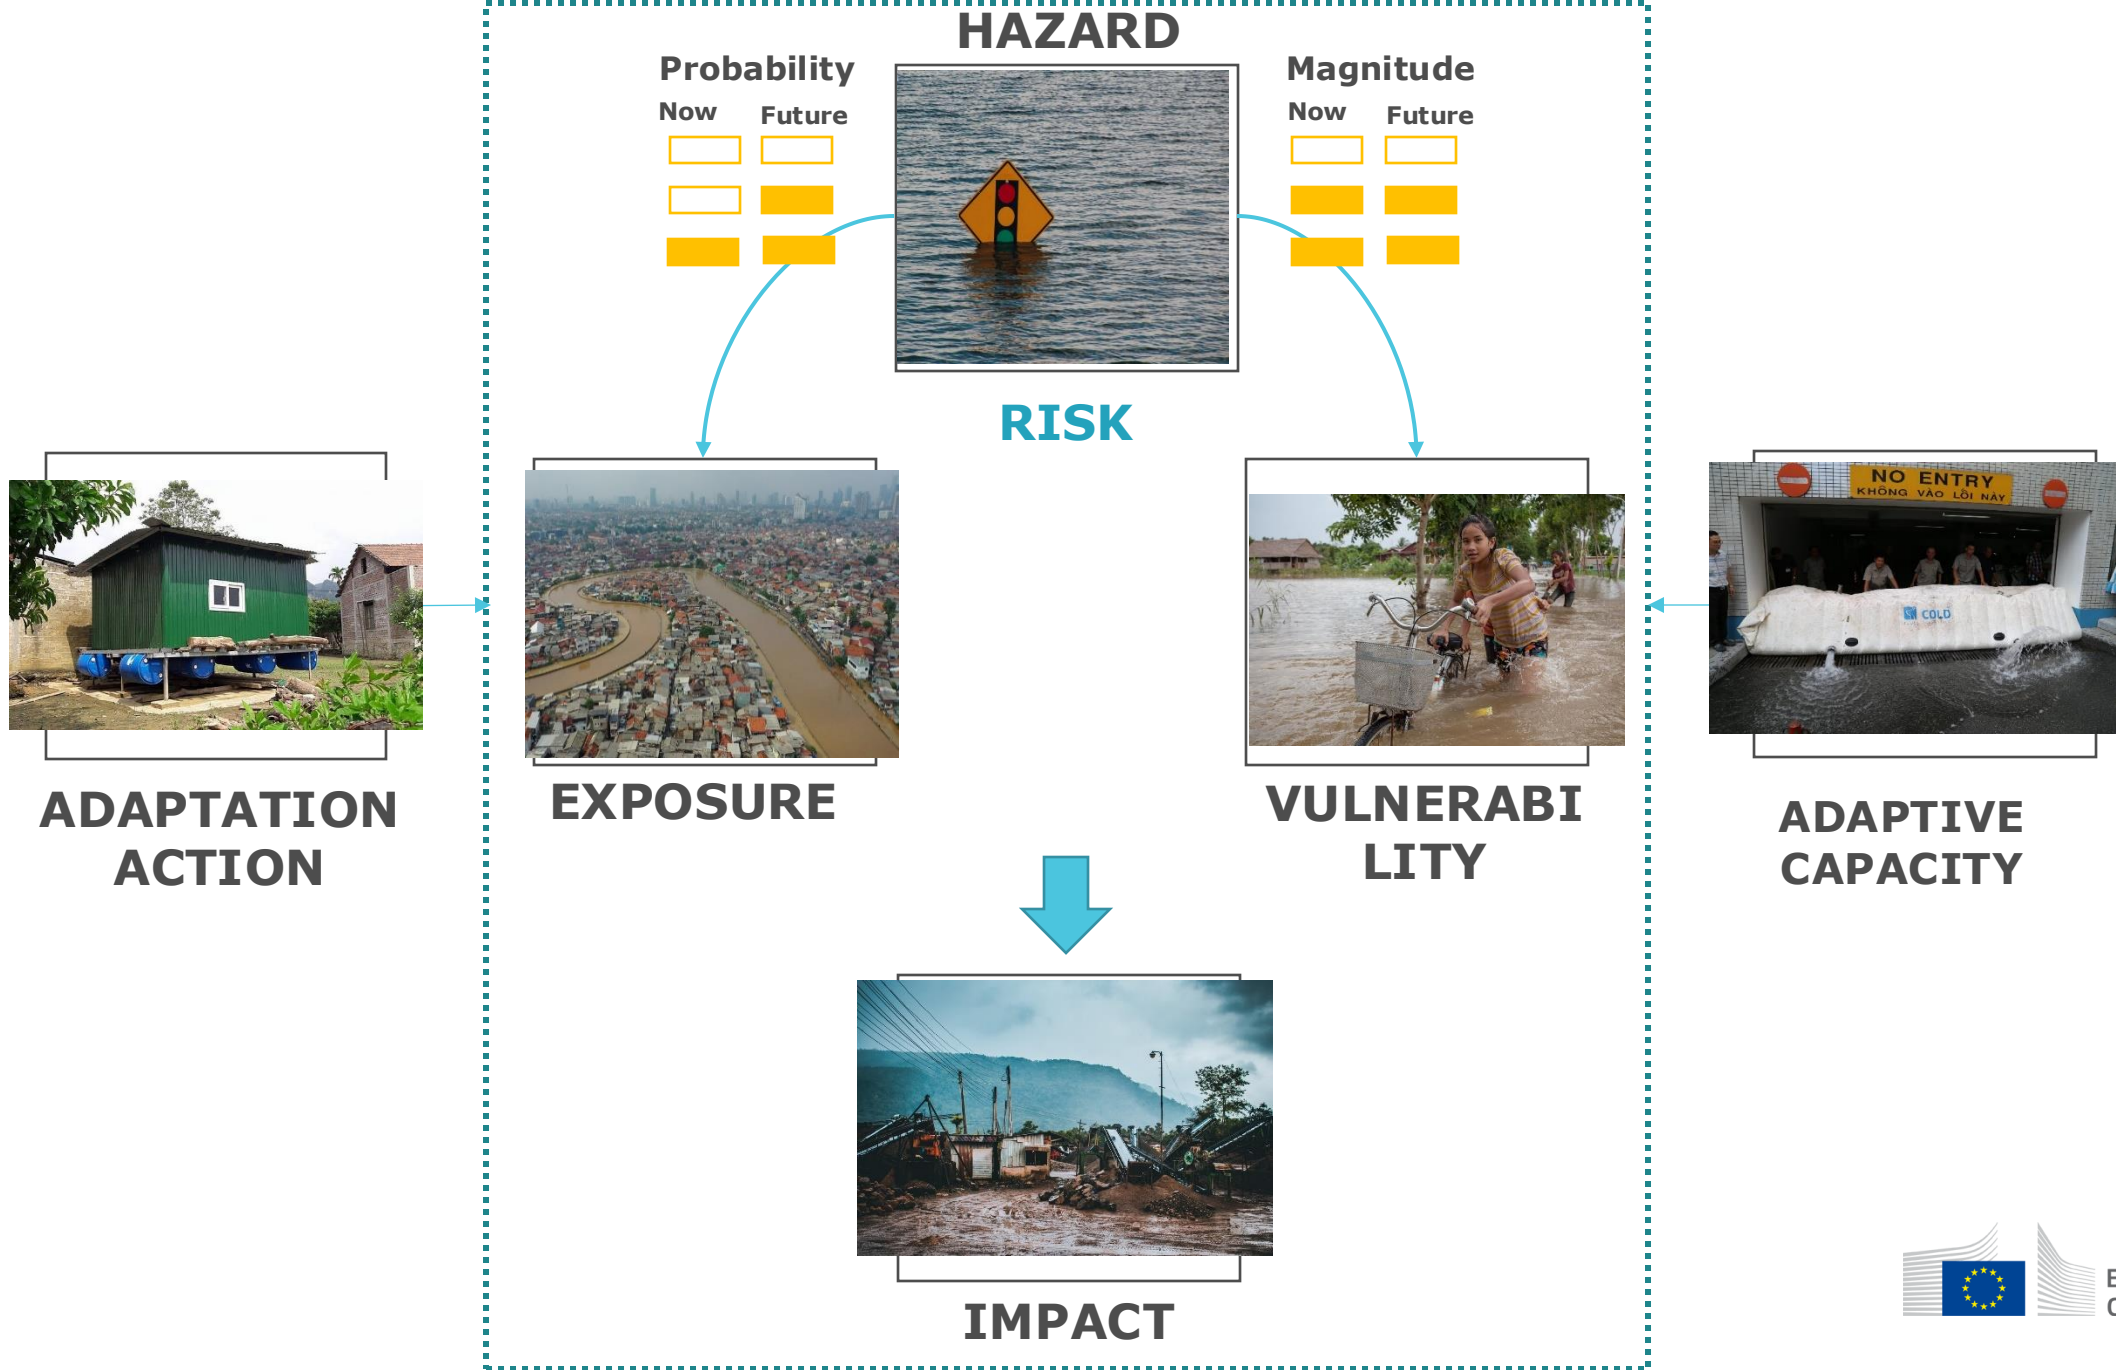 HAZARD
Probability
Now
Future
Magnitude
Now
Future
RISK
NO ENTRY
KHÔNG VÀO LỐI NÀY
COLD
EXPOSURE
VULNERABI
LITY
ADAPTATION
ACTION
ADAPTIVE
CAPACITY
IMPACT